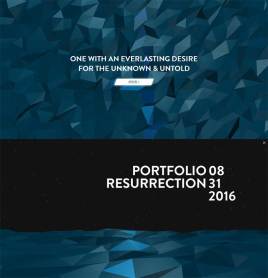 ONE WITH AN EVERLASTING DESIRE
FOR THE UNKNOWN & UNTOLD
PORTFOLIO 08
RESURRECTION 31
2016